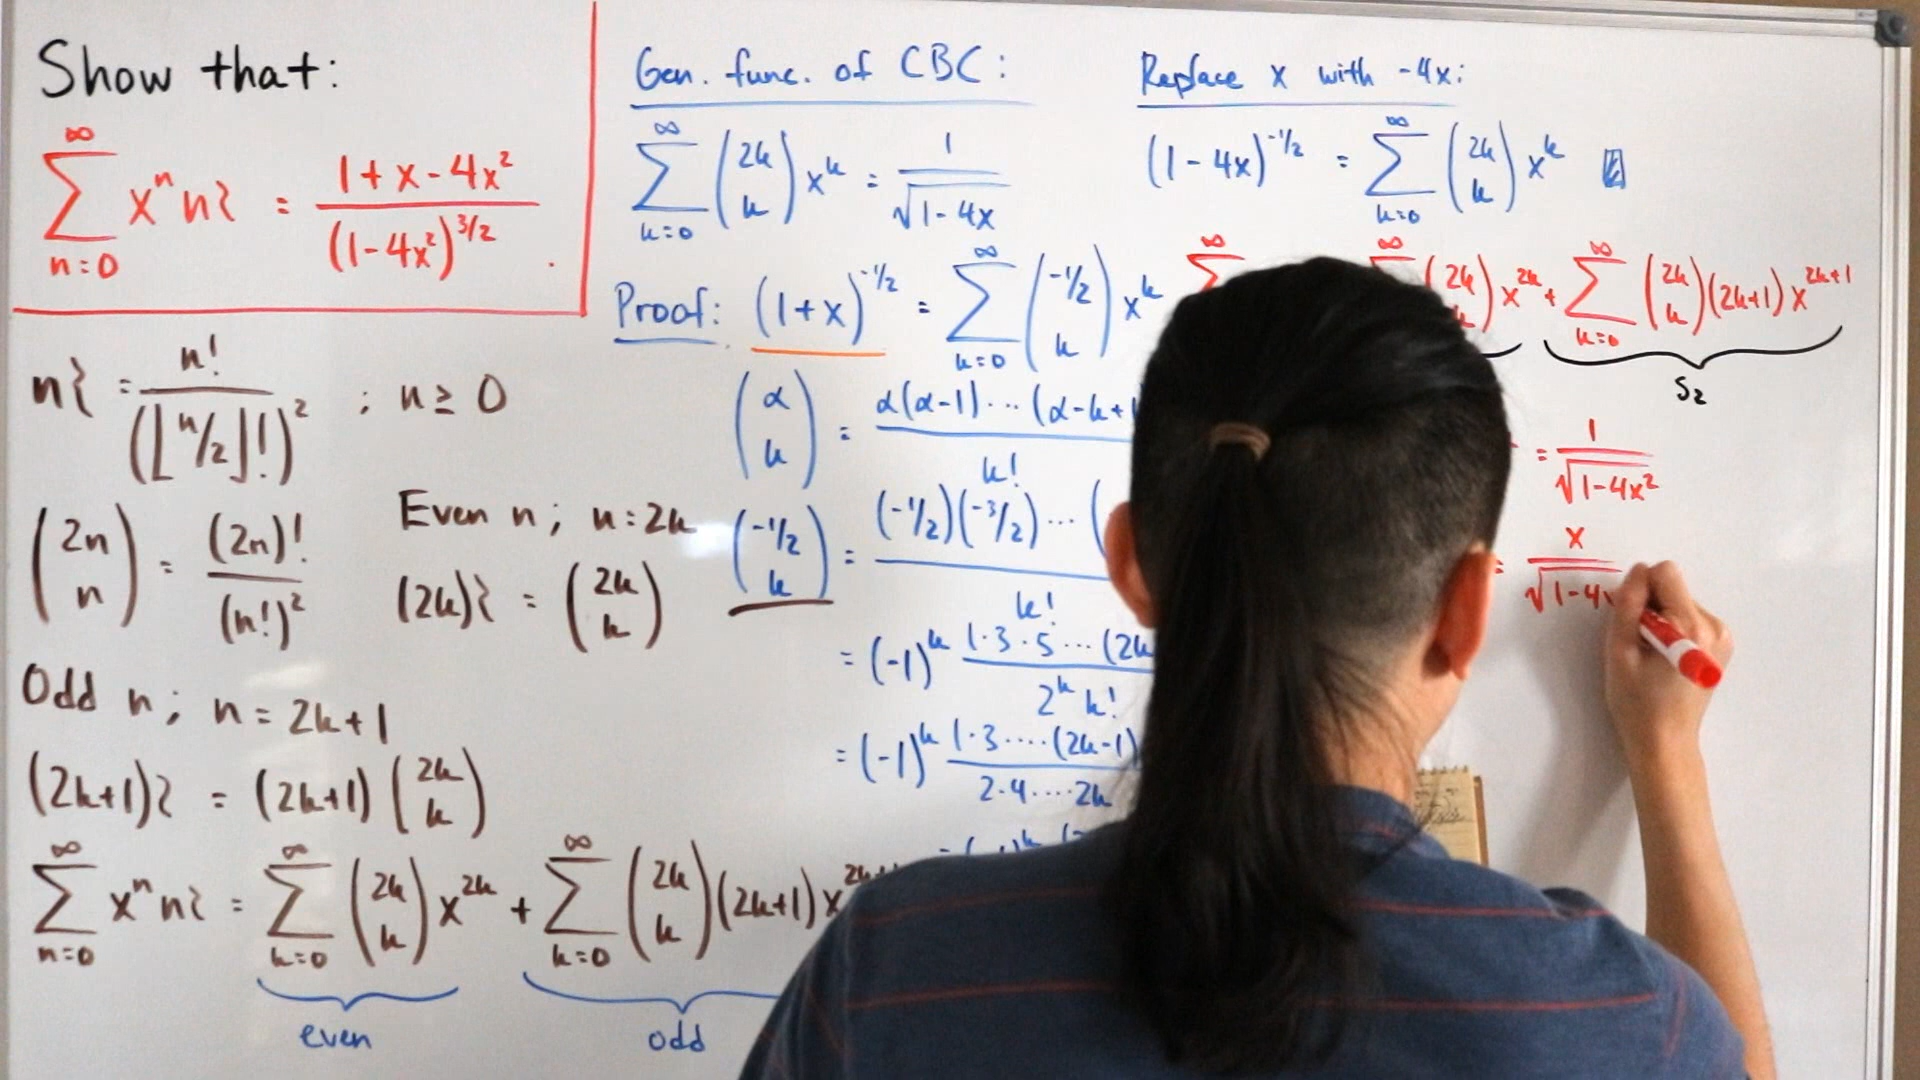 Show that:
∞∑n=0 xⁿ n≀ = (1+x-4x²)/(1-4x²)^3/2 .
n≀ = n!/(⌊n/2⌋!)² ; n ≥ 0
(2n n) = (2n)!/(n!)²
Even n; n=2k
(2k)≀ = (2k k)
Odd n; n=2k+1
(2k+1)≀ = (2k+1)(2k k)
∞∑n=0 xⁿ n≀ = ∞∑k=0 (2k k) x^2k + ∞∑k=0 (2k k)(2k+1) x
even
odd
Gen. func. of CBC:
∞∑k=0 (2k k) x^k = 1/√(1-4x)
Proof: (1+x)^-1/2 = ∞∑k=0 (-1/2 k) x^k
(α k) = α(α-1)···(α-k+1 / k!
(-1/2 k) = (-1/2)(-3/2)···( / k!
= (-1)^k 1·3·5···(2k / 2^k k!
= (-1)^k 1·3····(2k-1) / 2·4····2k
Replace x with -4x:
(1-4x)^-1/2 = ∞∑k=0 (2k k) x^k
∞∑
∞∑ (2k k) x^2k + ∞∑k=0 (2k k)(2k+1) x^2k+1
S₂
= 1/√(1-4x²)
= x/√(1-4x